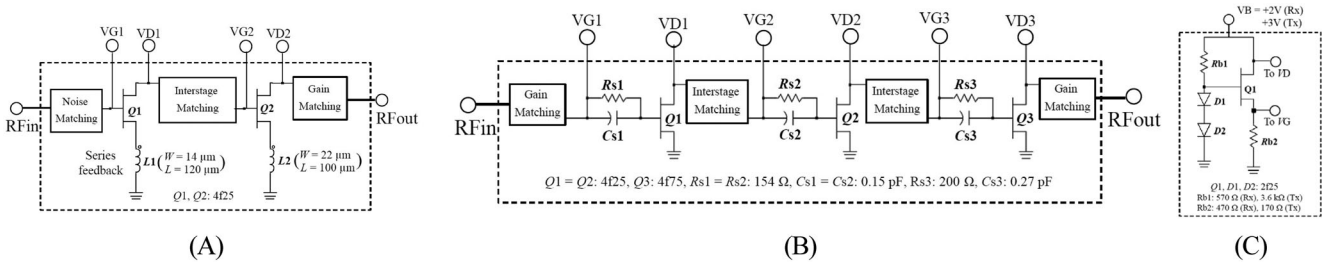 VG1 VD1 VG2 VD2
RFin
Noise Matching
Q1
Interstage Matching
Q2
Gain Matching
RFout
Series feedback
L1 (W = 14 μm
L = 120 μm)
L2 (W = 22 μm
L = 100 μm)
Q1, Q2: 4f25
(A)
VG1 VD1 VG2 VD2 VG3 VD3
RFin
Gain Matching
Rs1
Cs1
Q1
Interstage Matching
Rs2
Cs2
Q2
Interstage Matching
Rs3
Cs3
Q3
Gain Matching
RFout
Q1 = Q2: 4f25, Q3: 4f75, Rs1 = Rs2: 154 Ω, Cs1 = Cs2: 0.15 pF, Rs3: 200 Ω, Cs3: 0.27 pF
(B)
VB = +2V (Rx)
+3V (Tx)
Rb1
To VD
Q1
D1
To VG
D2
Rb2
Q1, D1, D2: 2f25
Rb1: 570 Ω (Rx), 3.6 kΩ (Tx)
Rb2: 470 Ω (Rx), 170 Ω (Tx)
(C)